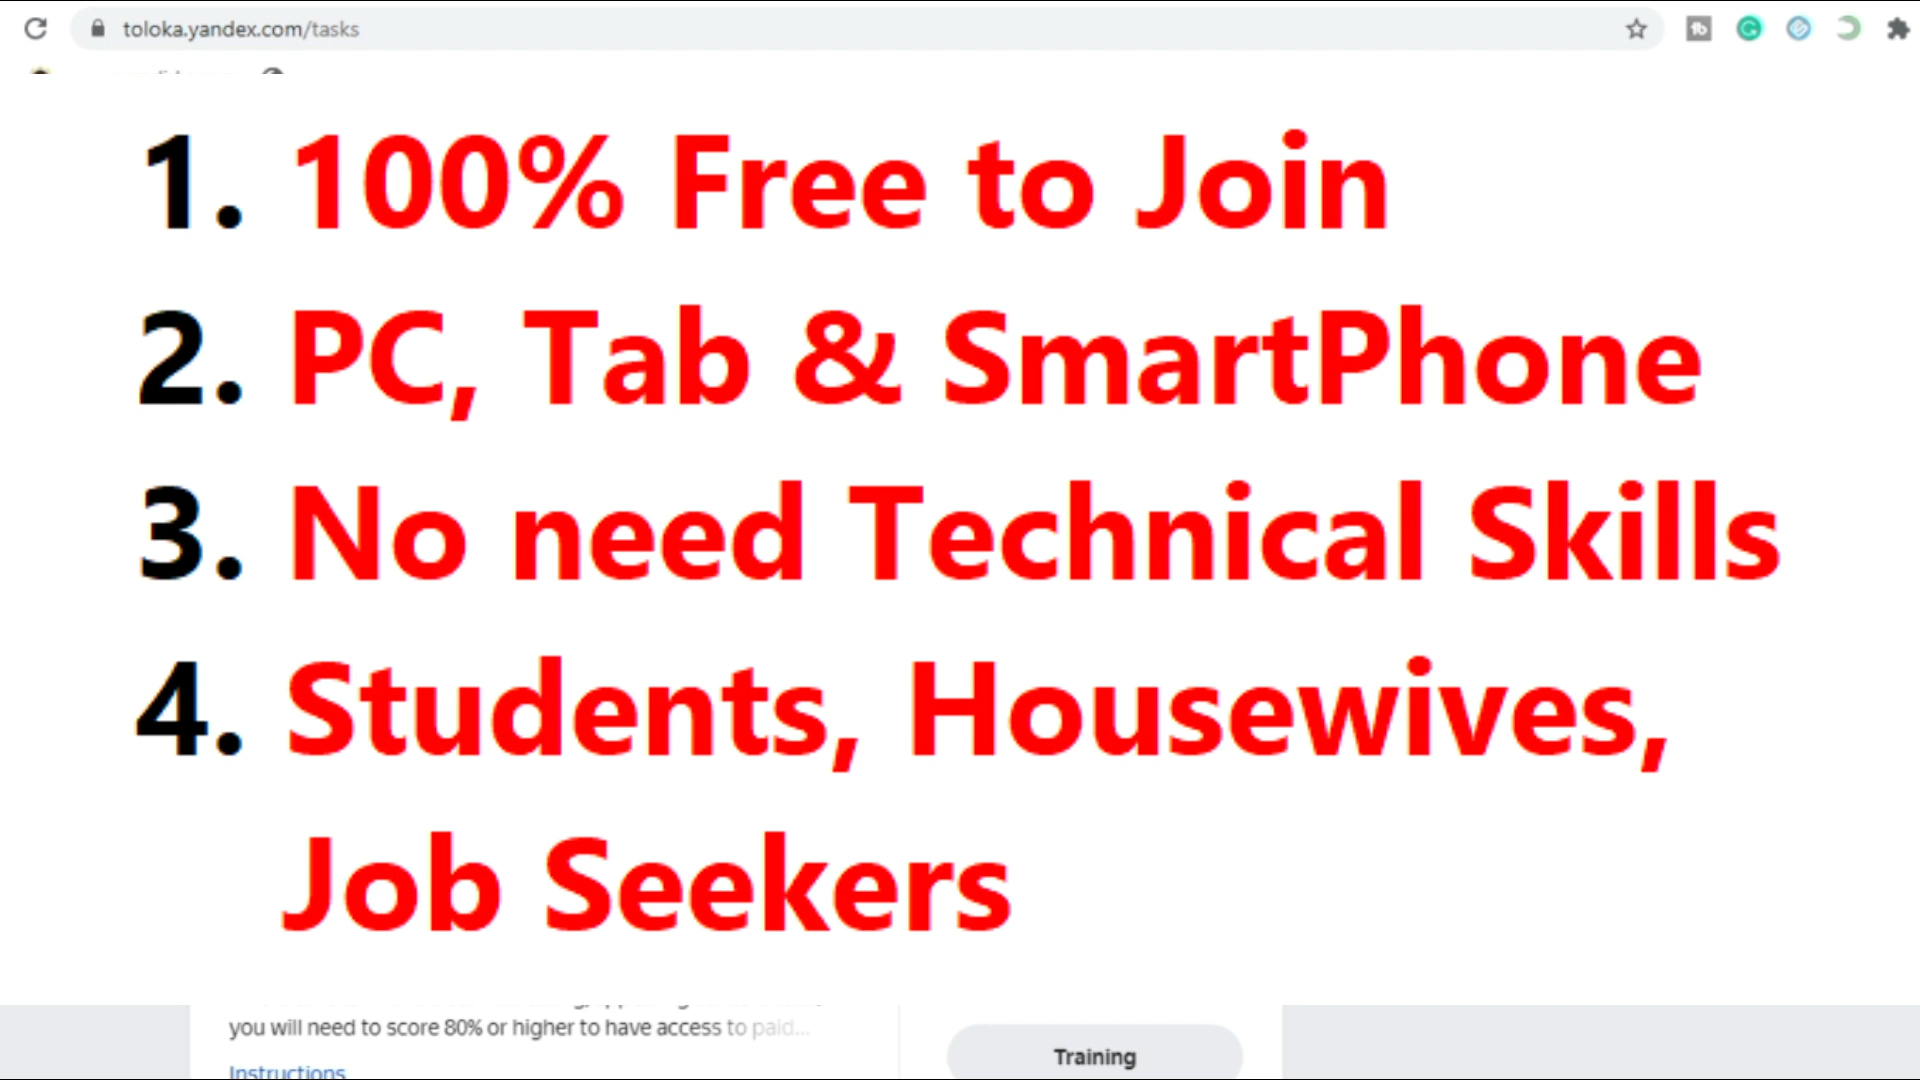 toloka.yandex.com/tasks
1. 100% Free to Join
2. PC, Tab & SmartPhone
3. No need Technical Skills
4. Students, Housewives,
Job Seekers
you will need to score 80% or higher to have access to paid...
Training
Instructions